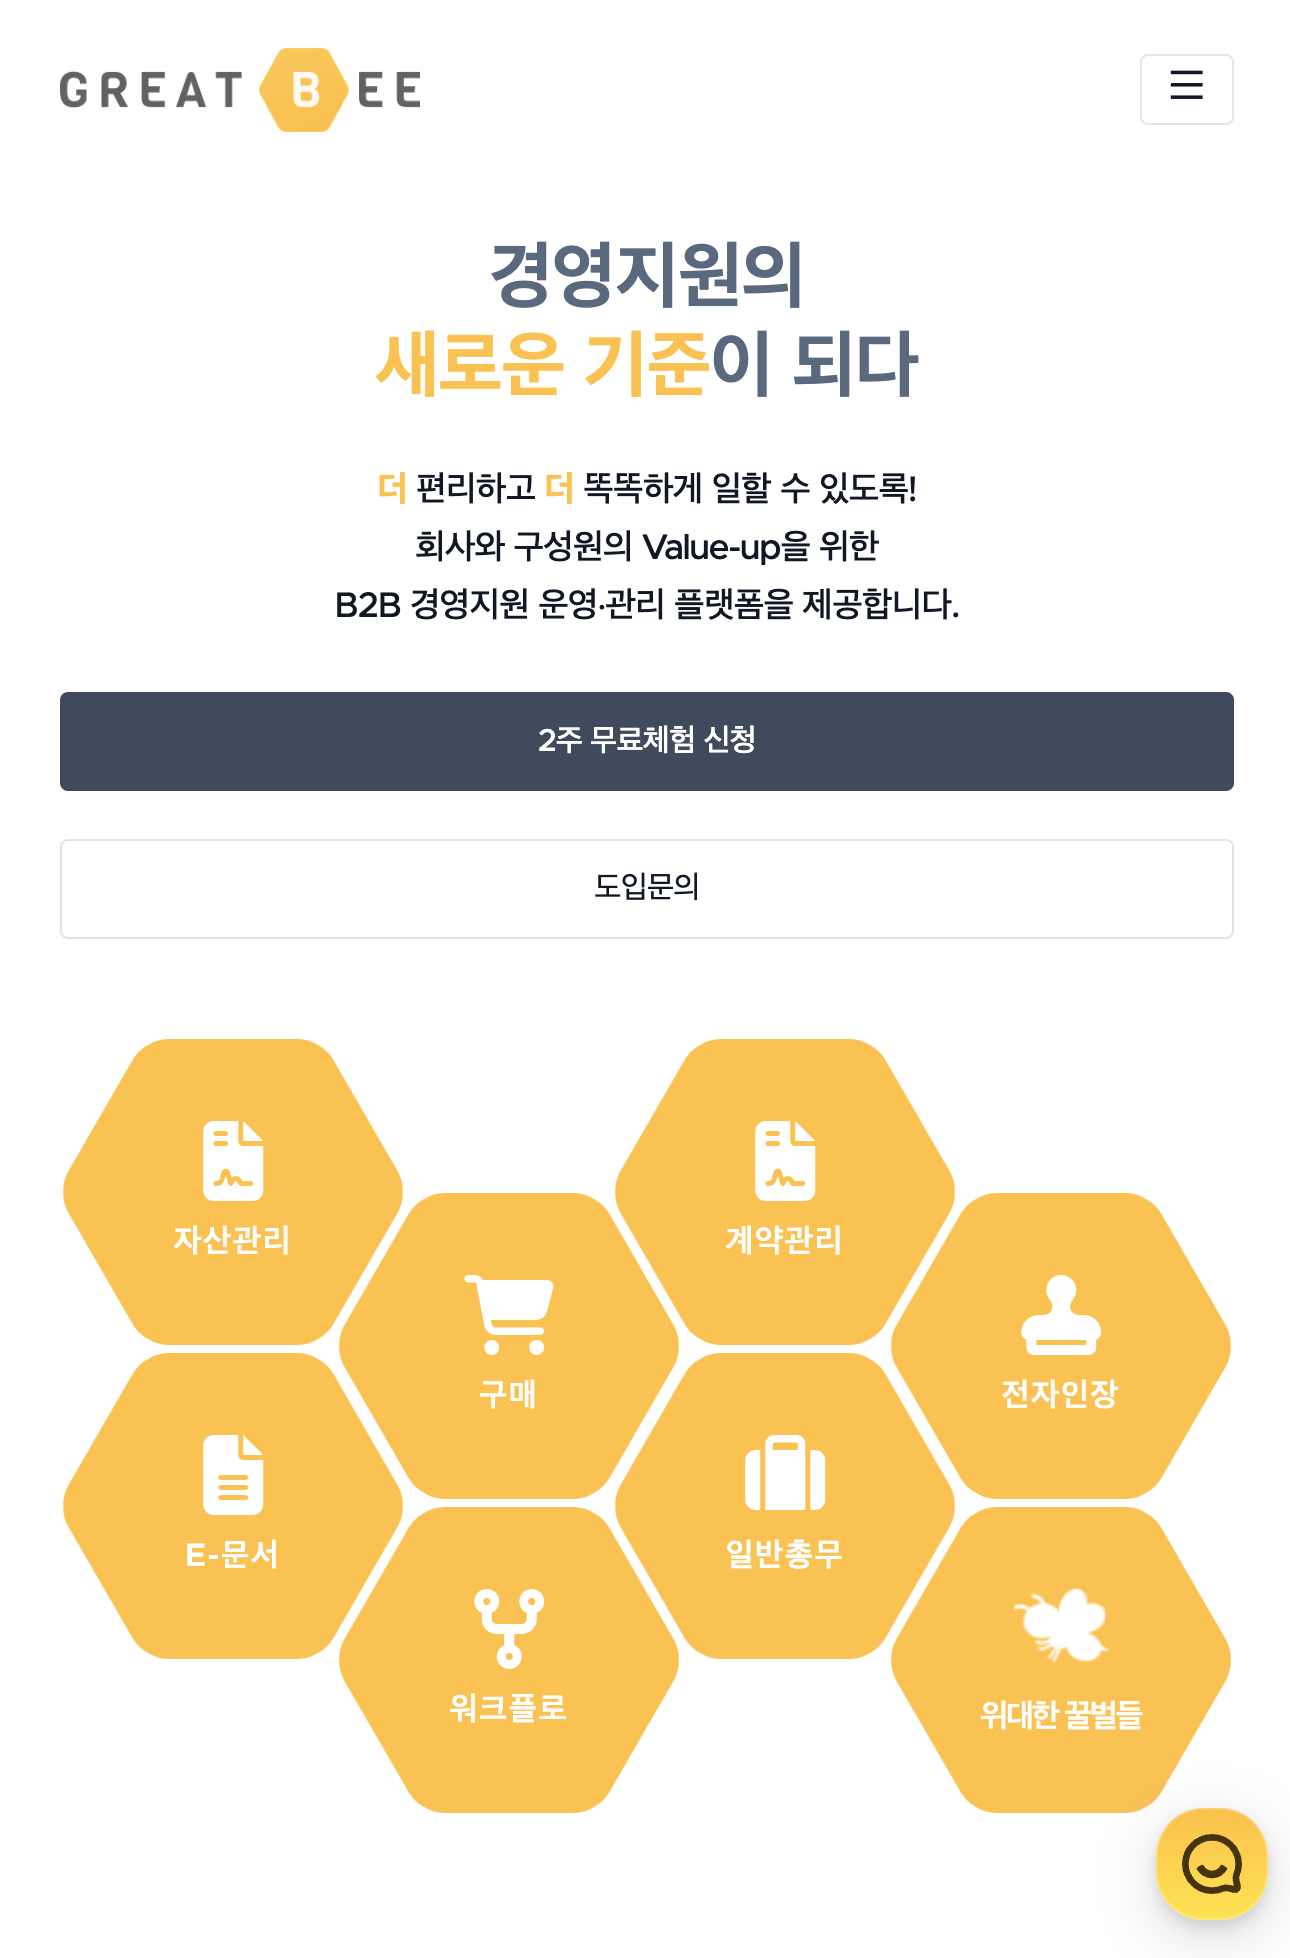 GREAT BEE
경영지원의
새로운 기준이 되다
더 편리하고 더 똑똑하게 일할 수 있도록!
회사와 구성원의 Value-up을 위한
B2B 경영지원 운영·관리 플랫폼을 제공합니다.
2주 무료체험 신청
도입문의
자산관리
계약관리
구매
전자인장
E-문서
일반총무
워크플로
위대한 꿀벌들